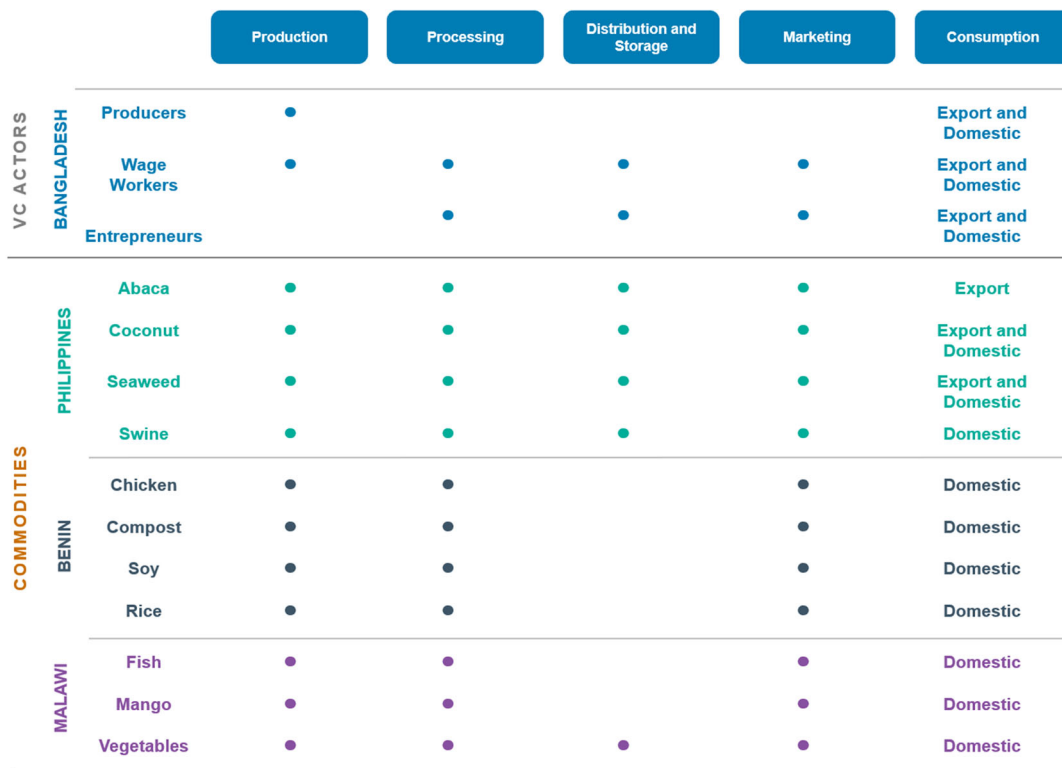 Production
Processing
Distribution and
Storage
Marketing
Consumption
VC ACTORS
BANGLADESH
Producers
Export and
Domestic
Wage
Workers
Export and
Domestic
Entrepreneurs
Export and
Domestic
COMMODITIES
PHILIPPINES
Abaca
Export
Coconut
Export and
Domestic
Seaweed
Export and
Domestic
Swine
Domestic
BENIN
Chicken
Domestic
Compost
Domestic
Soy
Domestic
Rice
Domestic
MALAWI
Fish
Domestic
Mango
Domestic
Vegetables
Domestic